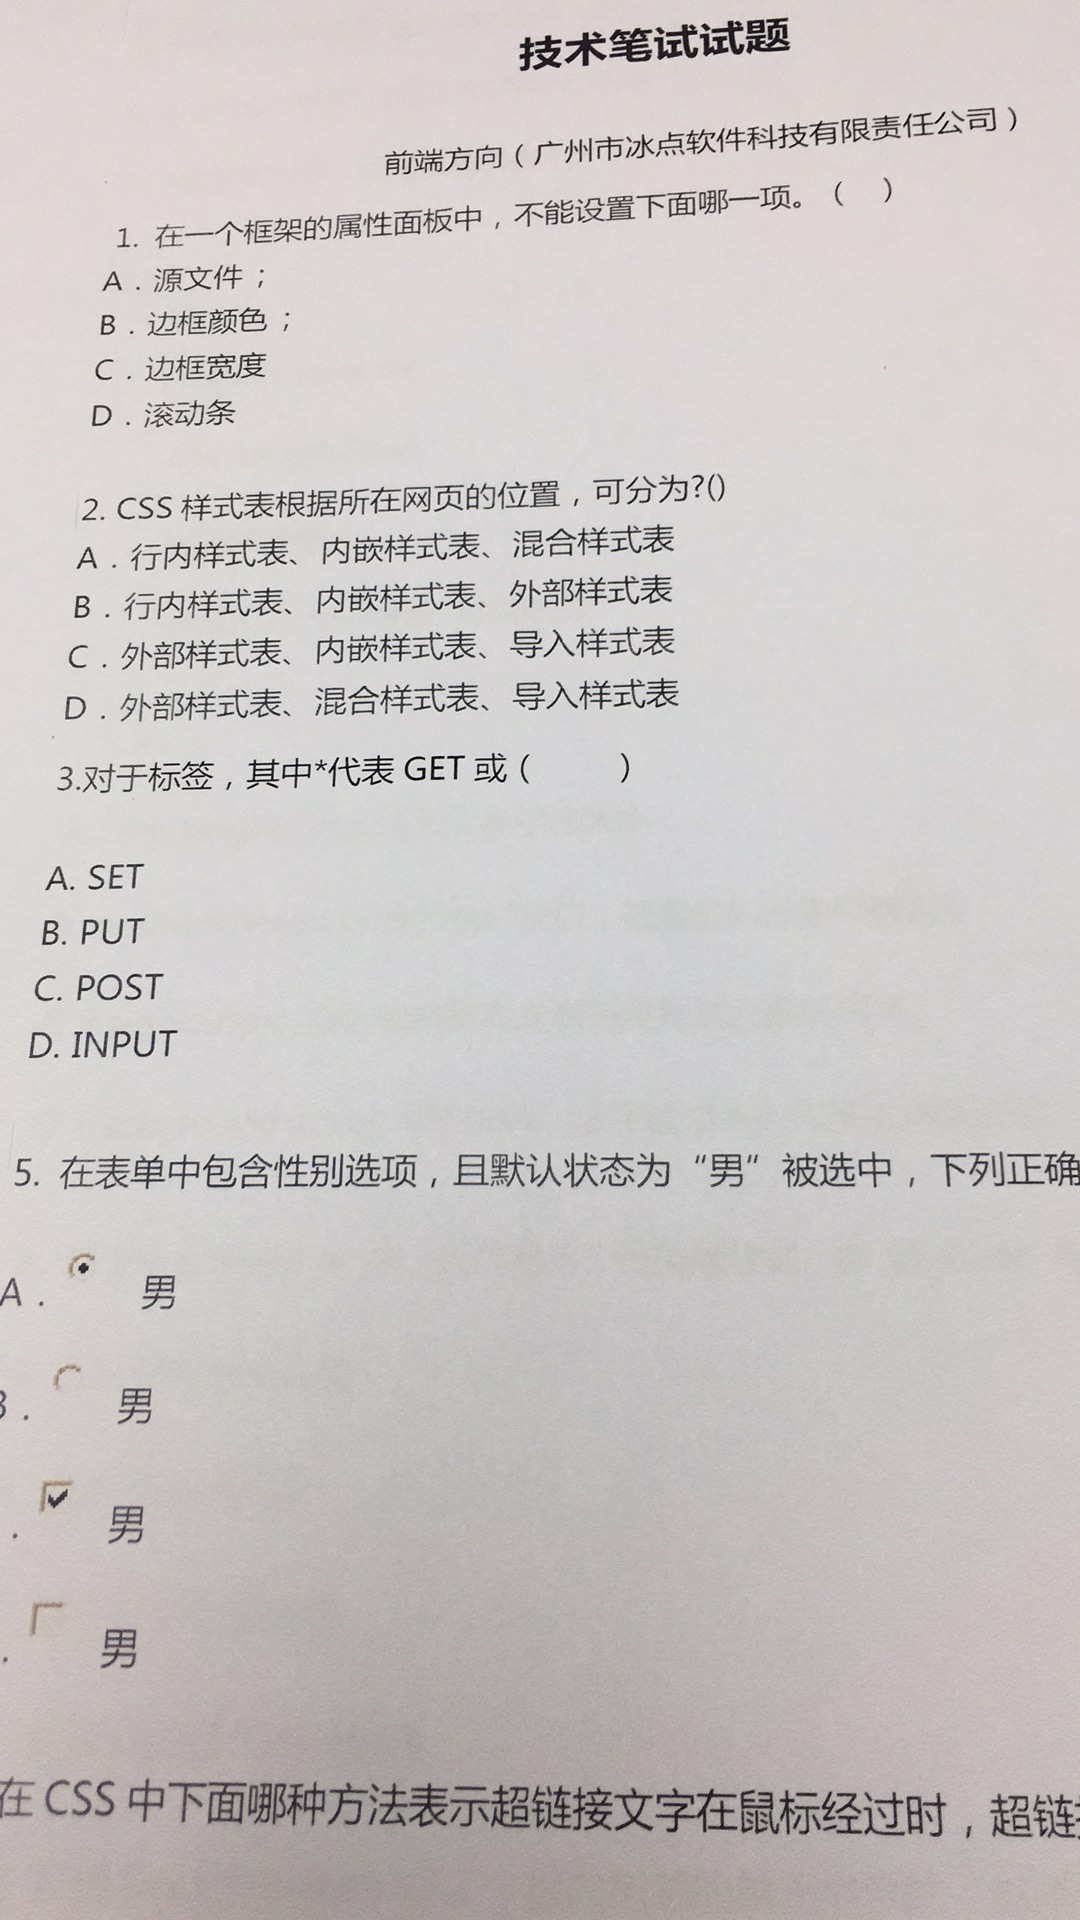 技术笔试试题
前端方向（广州市冰点软件科技有限责任公司）
1. 在一个框架的属性面板中，不能设置下面哪一项。（ ）
A．源文件；
B．边框颜色；
C．边框宽度
D．滚动条
2. CSS 样式表根据所在网页的位置，可分为?()
A．行内样式表、内嵌样式表、混合样式表
B．行内样式表、内嵌样式表、外部样式表
C．外部样式表、内嵌样式表、导入样式表
D．外部样式表、混合样式表、导入样式表
3.对于标签，其中*代表 GET 或（ ）
A. SET
B. PUT
C. POST
D. INPUT
5. 在表单中包含性别选项，且默认状态为“男”被选中，下列正确
A． 男
B． 男
． 男
． 男
在 CSS 中下面哪种方法表示超链接文字在鼠标经过时，超链接